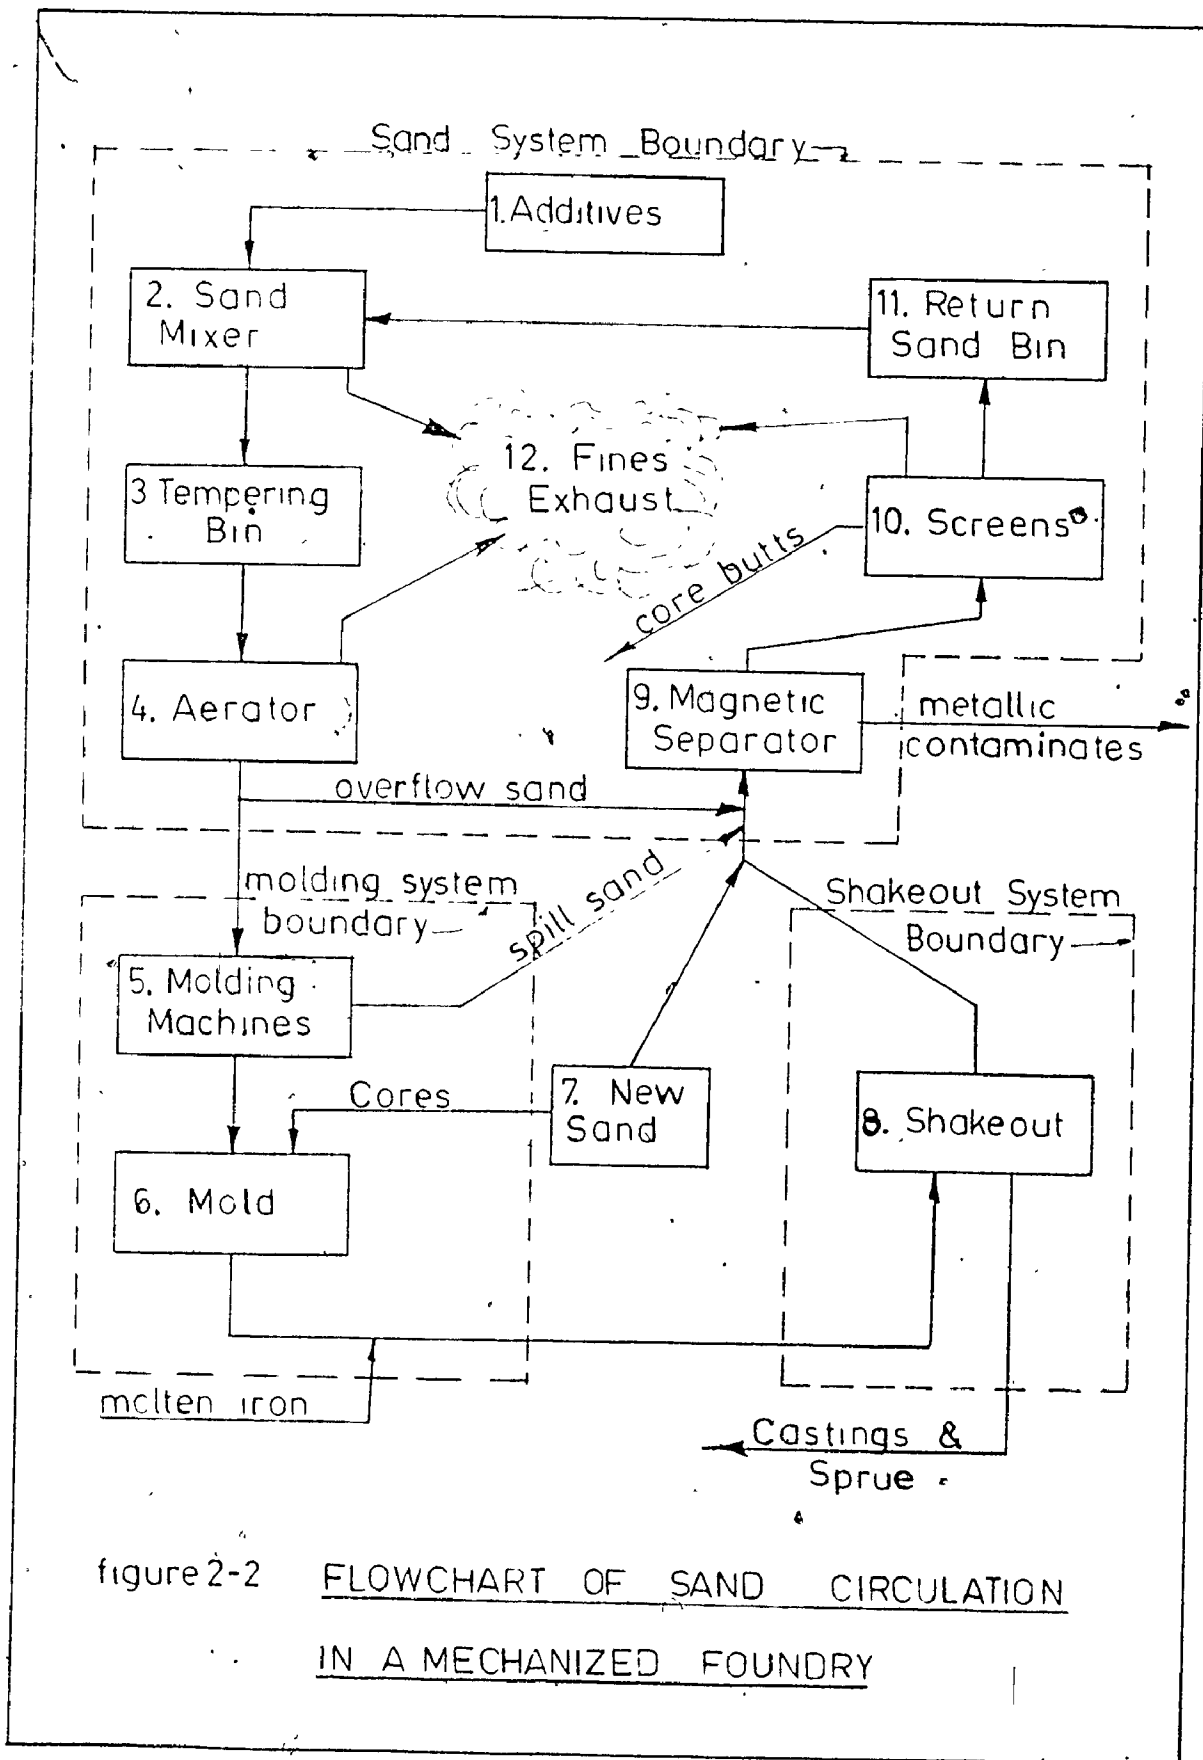 Sand System Boundary
1. Additives
2. Sand
Mixer
11. Return
Sand Bin
12. Fines
Exhaust
3 Tempering
Bin
10. Screens
core butts
4. Aerator
9. Magnetic
Separator
metallic
contaminates
overflow sand
molding system
boundary
spill sand
Shakeout System
Boundary
5. Molding
Machines
Cores
7. New
Sand
8. Shakeout
6. Mold
molten iron
Castings &
Sprue
figure 2-2 FLOWCHART OF SAND CIRCULATION
IN A MECHANIZED FOUNDRY